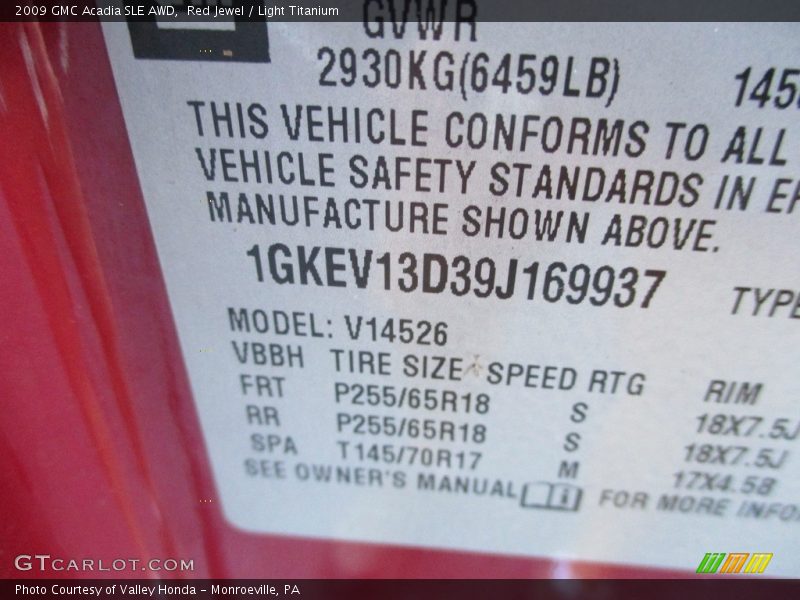 2009 GMC Acadia SLE AWD,  Red Jewel / Light Titanium
GVWR
2930KG(6459LB)
THIS VEHICLE CONFORMS TO ALL
VEHICLE SAFETY STANDARDS IN
MANUFACTURE SHOWN ABOVE.
1GKEV13D39J169937 TYPE
MODEL: V14526
VBBH TIRE SIZE SPEED RTG RIM
FRT P255/65R18 S 18X7.5J
RR P255/65R18 S 18X7.5J
SPA T145/70R17 M 17X4.5B
SEE OWNER'S MANUAL FOR MORE
GTCARLOT.COM
Photo Courtesy of Valley Honda – Monroeville, PA